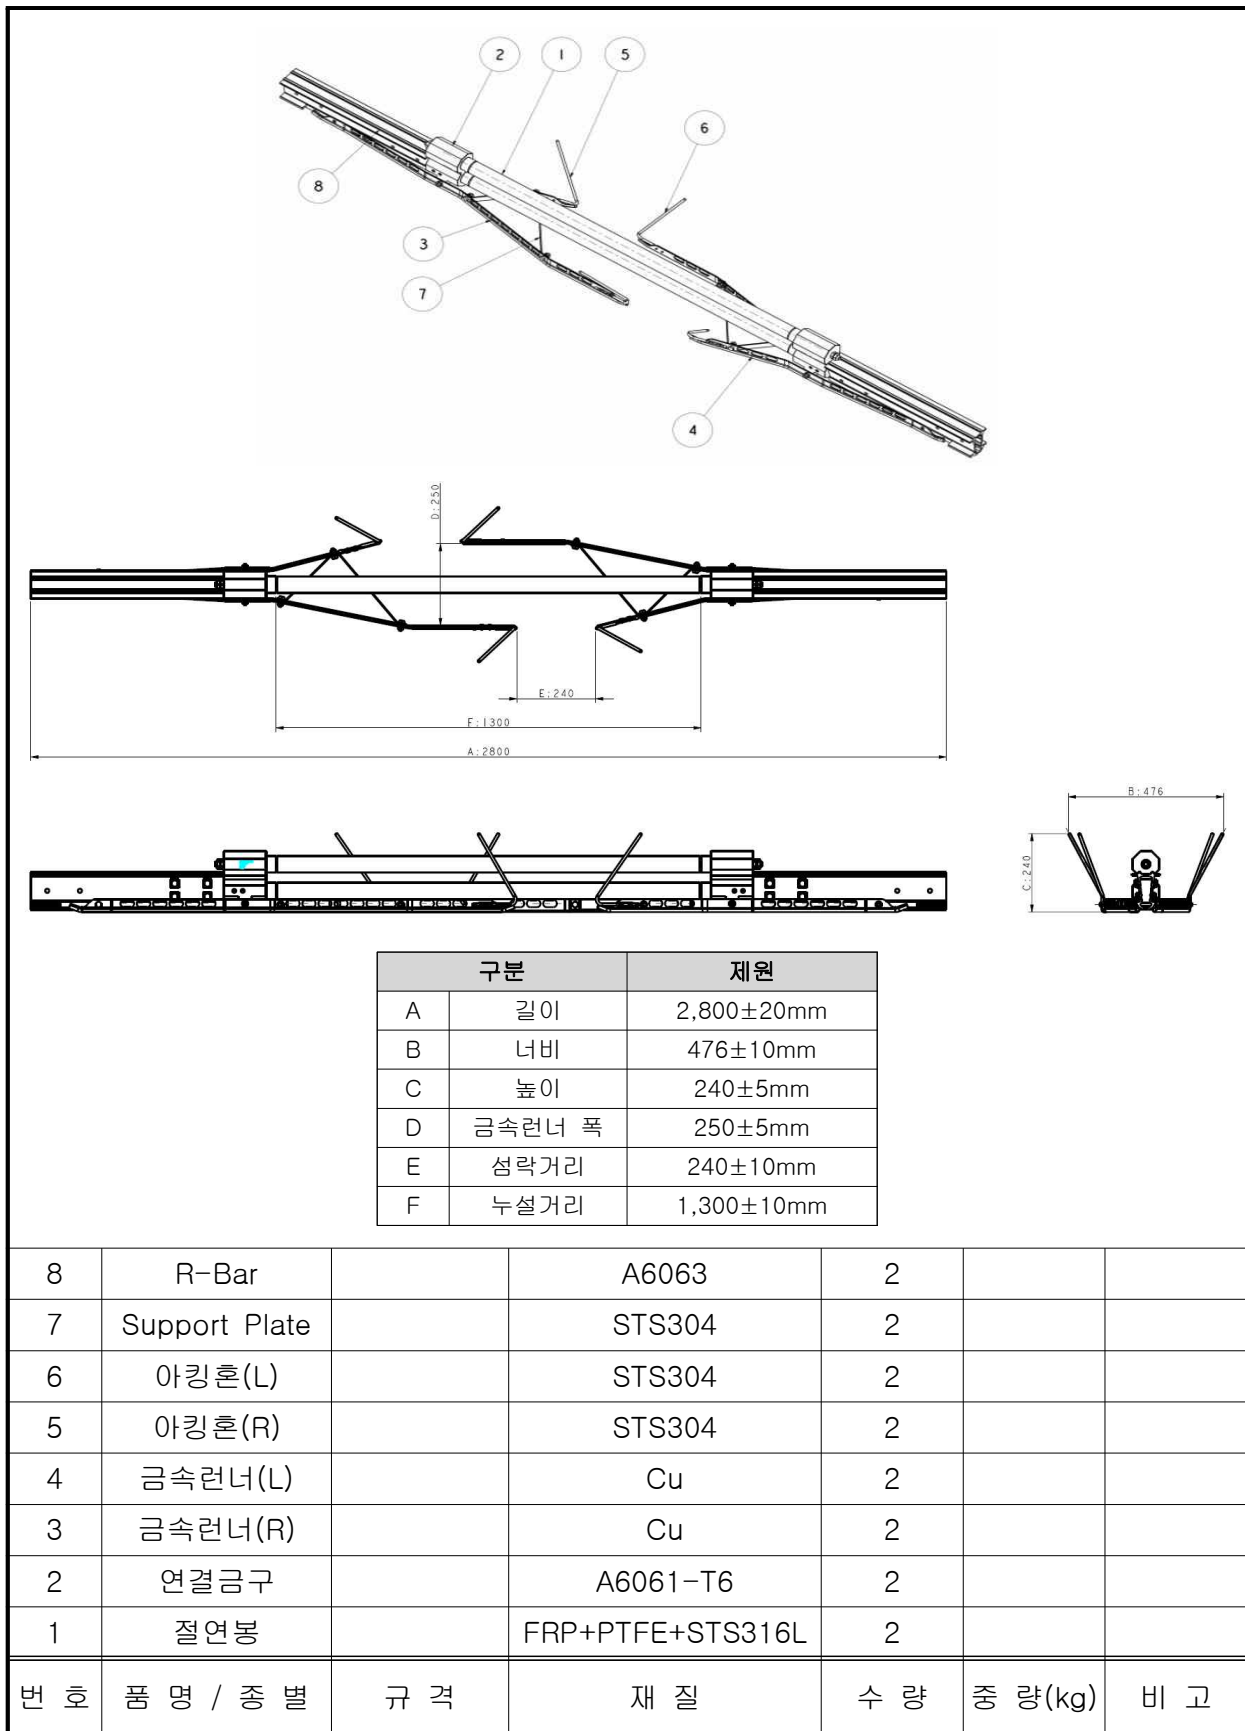 2
1
5
6
8
3
7
4
D:250
E:240
F:1300
A:2800
B:476
C:240
구분 제원
A 길이 2,800±20mm
B 너비 476±10mm
C 높이 240±5mm
D 금속런너 폭 250±5mm
E 섬락거리 240±10mm
F 누설거리 1,300±10mm
8 R-Bar A6063 2
7 Support Plate STS304 2
6 아킹혼(L) STS304 2
5 아킹혼(R) STS304 2
4 금속런너(L) Cu 2
3 금속런너(R) Cu 2
2 연결금구 A6061-T6 2
1 절연봉 FRP+PTFE+STS316L 2
번 호 품 명 / 종 별 규 격 재 질 수 량 중 량(kg) 비 고